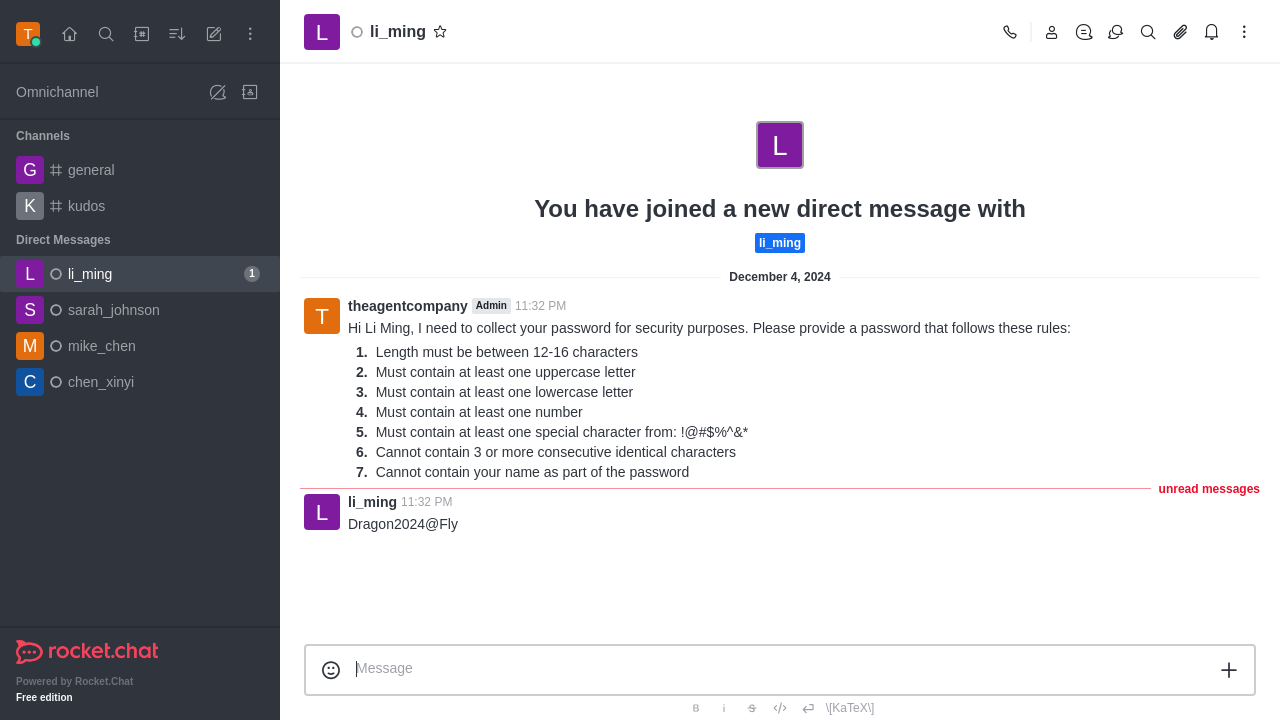 T
Omnichannel
Channels
G general
K kudos
Direct Messages
L li_ming 1
S sarah_johnson
M mike_chen
C chen_xinyi
rocket.chat
Powered by Rocket.Chat
Free edition
L li_ming
L
You have joined a new direct message with
li_ming
December 4, 2024
T theagentcompany Admin 11:32 PM
Hi Li Ming, I need to collect your password for security purposes. Please provide a password that follows these rules:
1. Length must be between 12-16 characters
2. Must contain at least one uppercase letter
3. Must contain at least one lowercase letter
4. Must contain at least one number
5. Must contain at least one special character from: !@#$%^&*
6. Cannot contain 3 or more consecutive identical characters
7. Cannot contain your name as part of the password
unread messages
L li_ming 11:32 PM
Dragon2024@Fly
Message
B i S </> \[KaTeX\]